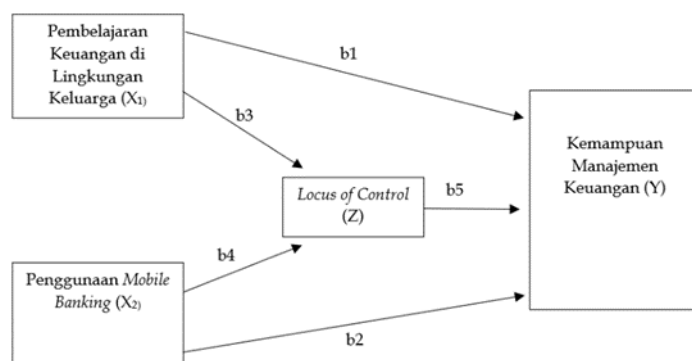 Pembelajaran
Keuangan di
Lingkungan
Keluarga (X₁)
b1
b3
Kemampuan
Manajemen
Keuangan (Y)
Locus of Control
(Z)
b5
b4
Penggunaan Mobile
Banking (X₂)
b2